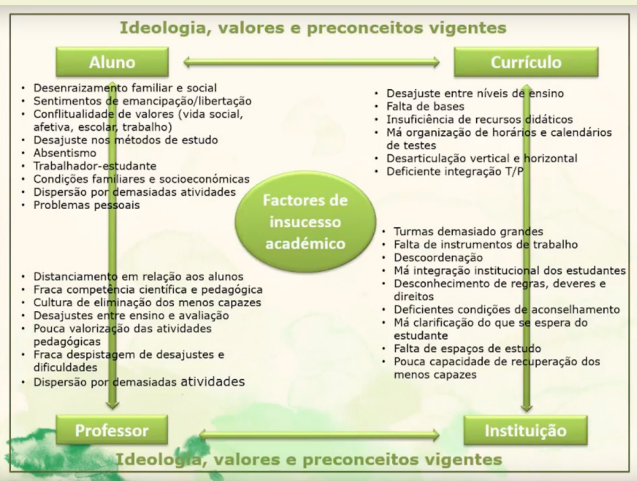 Ideologia, valores e preconceitos vigentes
Aluno
Currículo
• Desenraizamento familiar e social
• Sentimentos de emancipação/libertação
• Conflitualidade de valores (vida social,
afetiva, escolar, trabalho)
• Desajuste nos métodos de estudo
• Absentismo
• Trabalhador-estudante
• Condições familiares e socioeconómicas
• Dispersão por demasiadas atividades
• Problemas pessoais
• Desajuste entre níveis de ensino
• Falta de bases
• Insuficiência de recursos didáticos
• Má organização de horários e calendários
de testes
• Desarticulação vertical e horizontal
• Deficiente integração T/P
Factores de
insucesso
académico
• Distanciamento em relação aos alunos
• Fraca competência científica e pedagógica
• Cultura de eliminação dos menos capazes
• Desajustes entre ensino e avaliação
• Pouca valorização das atividades
pedagógicas
• Fraca despistagem de desajustes e
dificuldades
• Dispersão por demasiadas atividades
• Turmas demasiado grandes
• Falta de instrumentos de trabalho
• Descoordenação
• Má integração institucional dos estudantes
• Desconhecimento de regras, deveres e
direitos
• Deficientes condições de aconselhamento
• Má clarificação do que se espera do
estudante
• Falta de espaços de estudo
• Pouca capacidade de recuperação dos
menos capazes
Professor
Instituição
Ideologia, valores e preconceitos vigentes